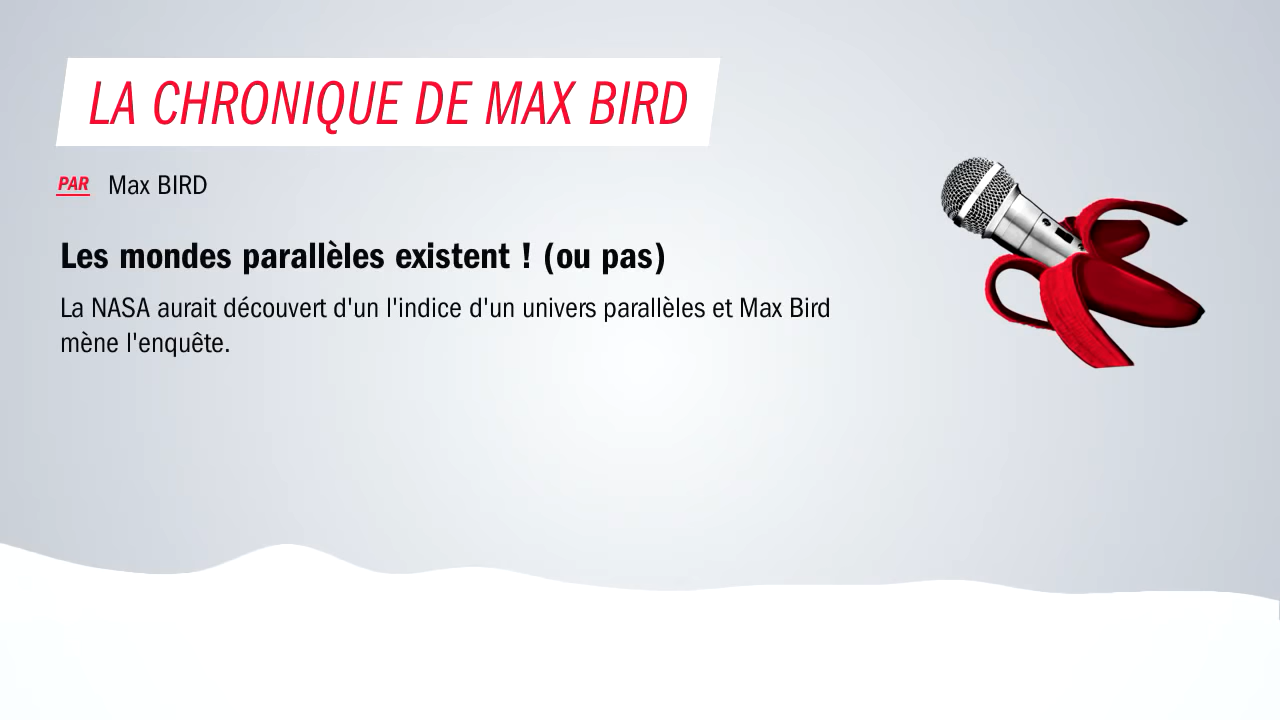 LA CHRONIQUE DE MAX BIRD
PAR Max BIRD
Les mondes parallèles existent ! (ou pas)
La NASA aurait découvert d'un l'indice d'un univers parallèles et Max Bird
mène l'enquête.